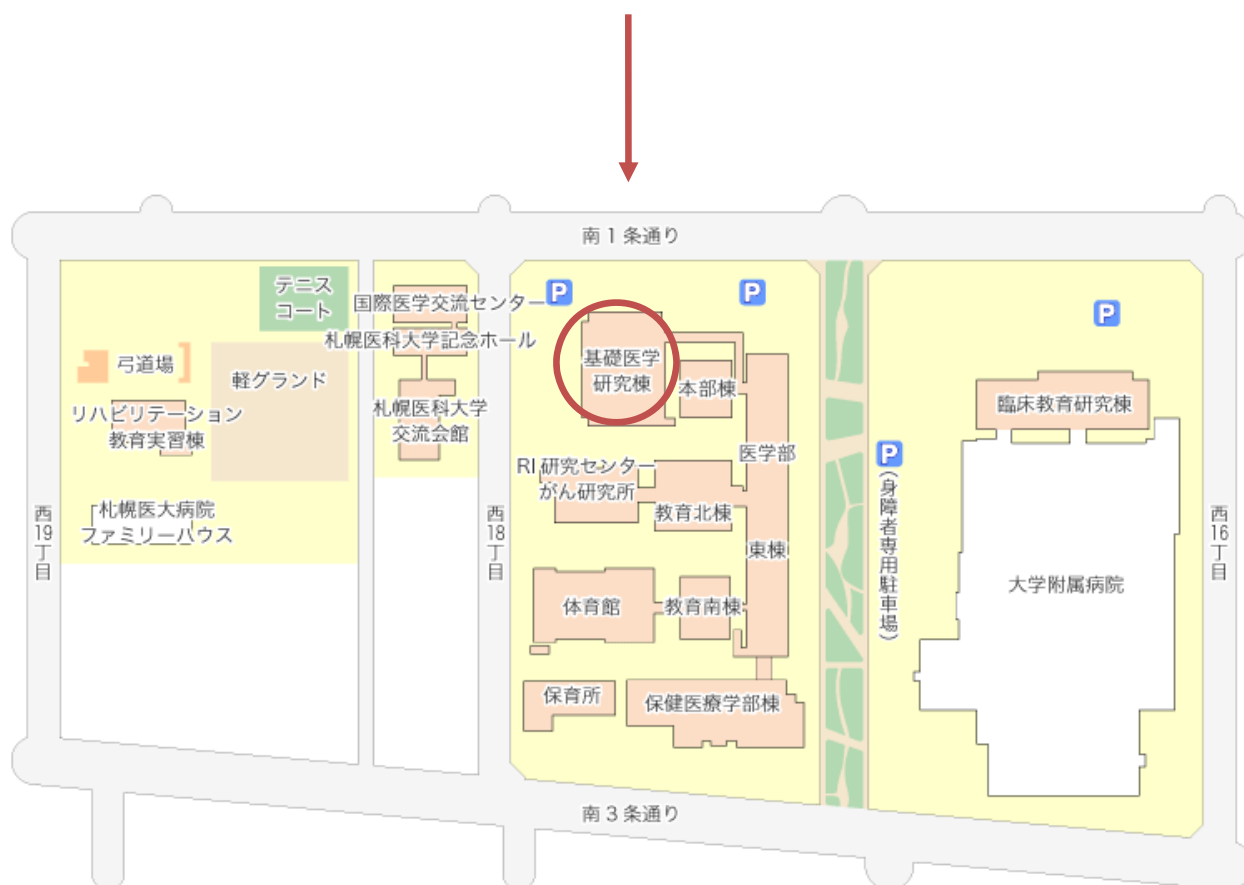 南1条通り
テニス
コート
国際医学交流センター
P
P
P
札幌医科大学記念ホール
弓道場
軽グランド
基礎医学
研究棟
本部棟
リハビリテーション
教育実習棟
札幌医科大学
交流会館
臨床教育研究棟
医学部
東棟
P
(身障者専用駐車場)
RI研究センター
がん研究所
教育北棟
札幌医大病院
ファミリーハウス
西19丁目
西18丁目
西16丁目
大学附属病院
体育館
教育南棟
保育所
保健医療学部棟
南3条通り